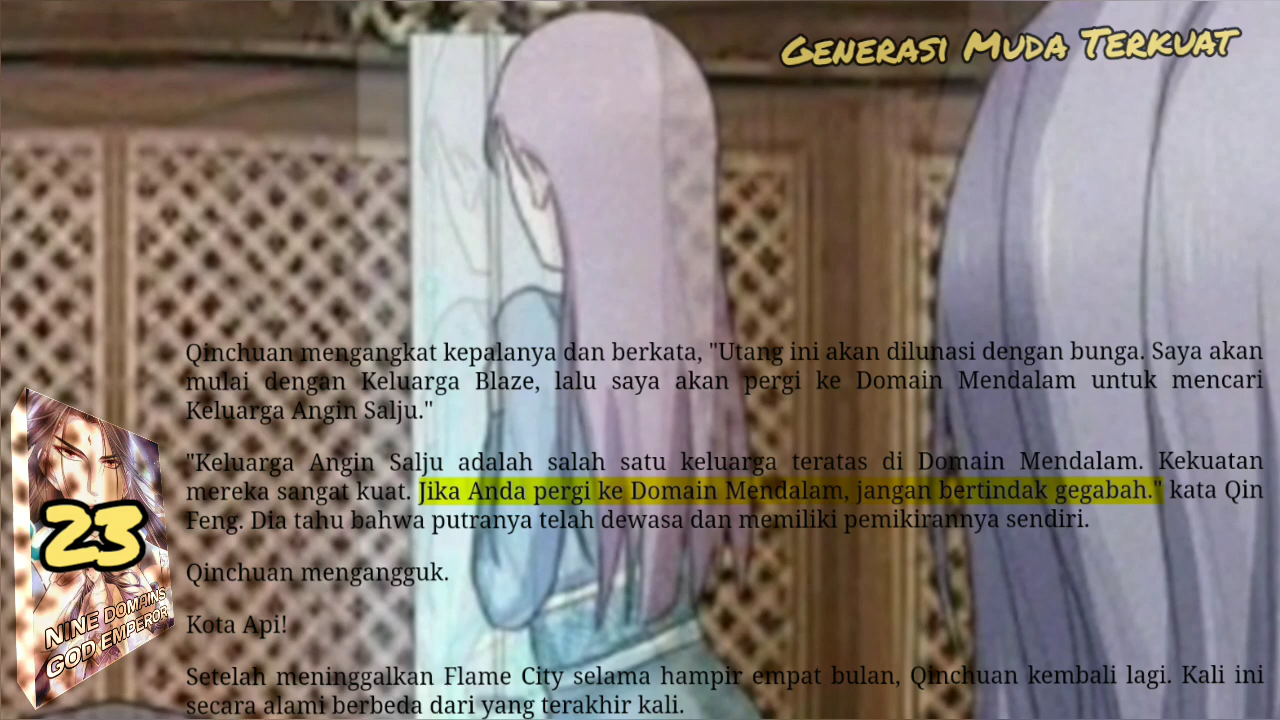 Generasi Muda Terkuat
Qinchuan mengangkat kepalanya dan berkata, "Utang ini akan dilunasi dengan bunga. Saya akan
mulai dengan Keluarga Blaze, lalu saya akan pergi ke Domain Mendalam untuk mencari
Keluarga Angin Salju."
"Keluarga Angin Salju adalah salah satu keluarga teratas di Domain Mendalam. Kekuatan
mereka sangat kuat. Jika Anda pergi ke Domain Mendalam, jangan bertindak gegabah." kata Qin
Feng. Dia tahu bahwa putranya telah dewasa dan memiliki pemikirannya sendiri.
Qinchuan mengangguk.
Kota Api!
Setelah meninggalkan Flame City selama hampir empat bulan, Qinchuan kembali lagi. Kali ini
secara alami berbeda dari yang terakhir kali.
23
NINE DOMAINS
GOD EMPEROR